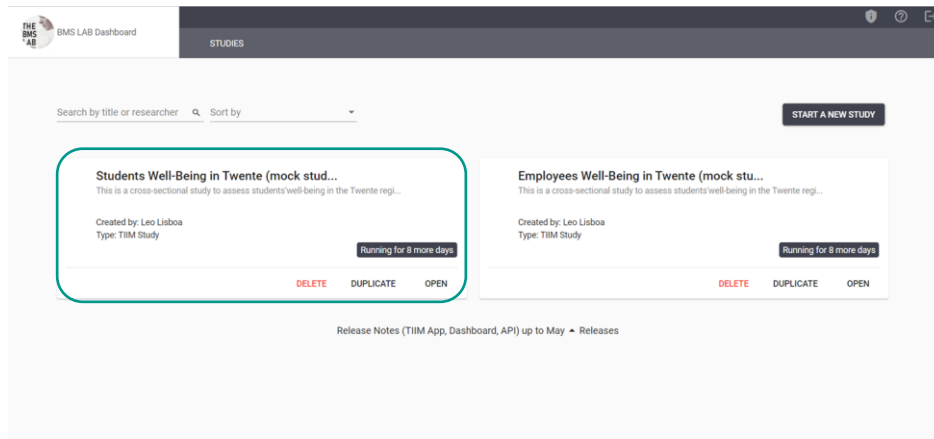 THE
BMS
LAB
BMS LAB Dashboard
STUDIES
Search by title or researcher
Sort by
START A NEW STUDY
Students Well-Being in Twente (mock stud...
This is a cross-sectional study to assess students'well-being in the Twente regi...
Created by: Leo Lisboa
Type: TIIM Study
Running for 8 more days
DELETE DUPLICATE OPEN
Employees Well-Being in Twente (mock stu...
This is a cross-sectional study to assess students'well-being in the Twente regi...
Created by: Leo Lisboa
Type: TIIM Study
Running for 8 more days
DELETE DUPLICATE OPEN
Release Notes (TIIM App, Dashboard, API) up to May Releases